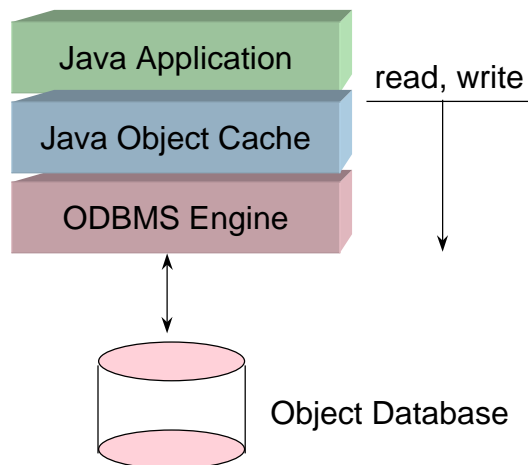 Java Application
read, write
Java Object Cache
ODBMS Engine
Object Database